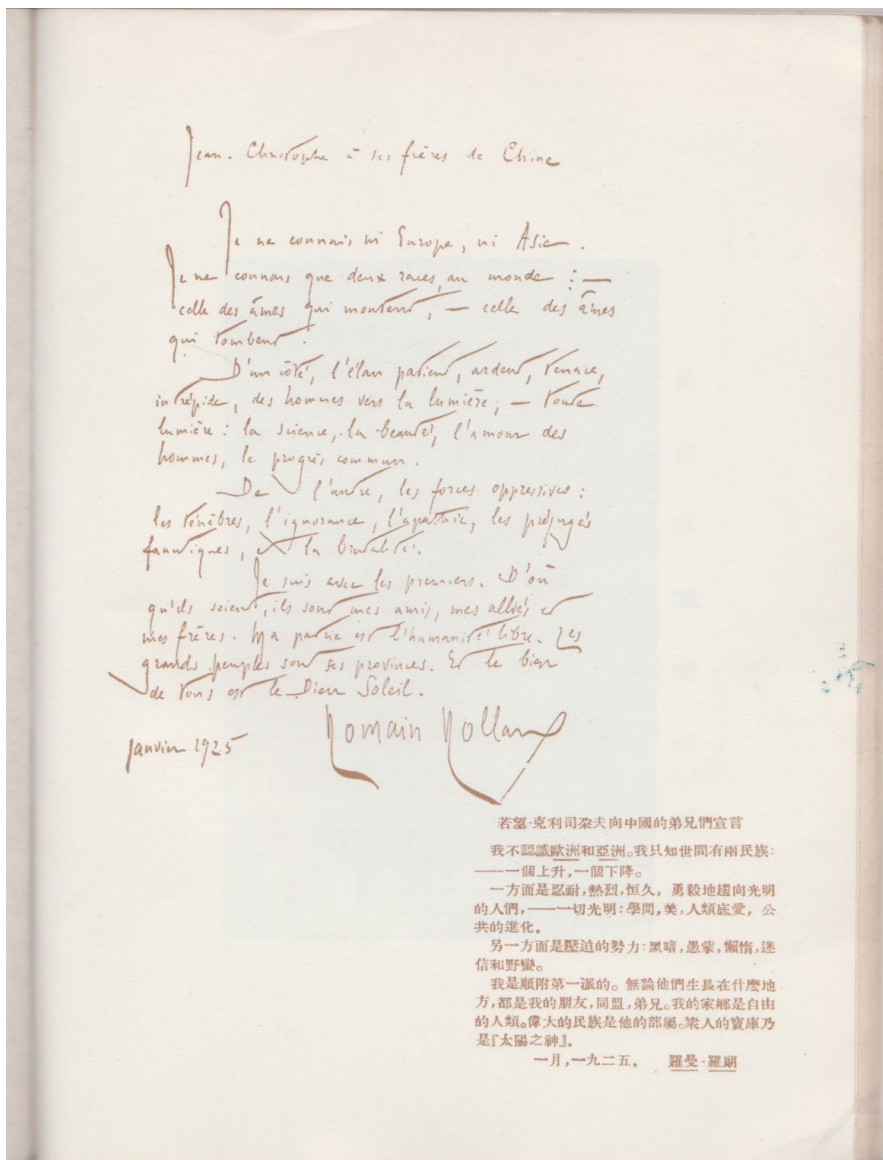 Jean-Christophe à ses frères de Chine
Je ne connais ni Europe, ni Asie.
Je ne connais que deux races, au monde : —
celle des âmes qui montent, — celle des âmes
qui tombent.
D'un côté, l'élan patient, ardent, tenace,
intrépide, des hommes vers la lumière, — toute
lumière : la science, la beauté, l'amour des
hommes, le progrès commun.
De l'autre, les forces oppressives :
les ténèbres, l'ignorance, l'apathie, les préjugés
fanatiques, et la brutalité.
Je suis avec les premiers. D'où
qu'ils soient, ils sont mes amis, mes alliés et
mes frères. Ma patrie est l'humanité libre. Les
grands peuples sont ses provinces. Et le bien
de tous est le Dieu Soleil.
Romain Rolland
Janvier 1925
若望-克利司朶夫向中國的弟兄們宣言
我不認識歐洲和亞洲。我只知世間有兩民族:
——一個上升,一個下降。
一方面是忍耐,熱烈,恒久,勇毅地趨向光明
的人們,——一切光明:學問,美,人類底愛,公
共的進化。
另一方面是壓迫的勢力:黑暗,愚蒙,懶惰,迷
信和野蠻。
我是順附第一派的。無論他們生長在什麼地
方,都是我的朋友,同盟,弟兄。我的家鄉是自由
的人類。偉大的民族是他的部屬。衆人的寳庫乃
是『太陽之神』。
一月,一九二五。 羅曼-羅朗